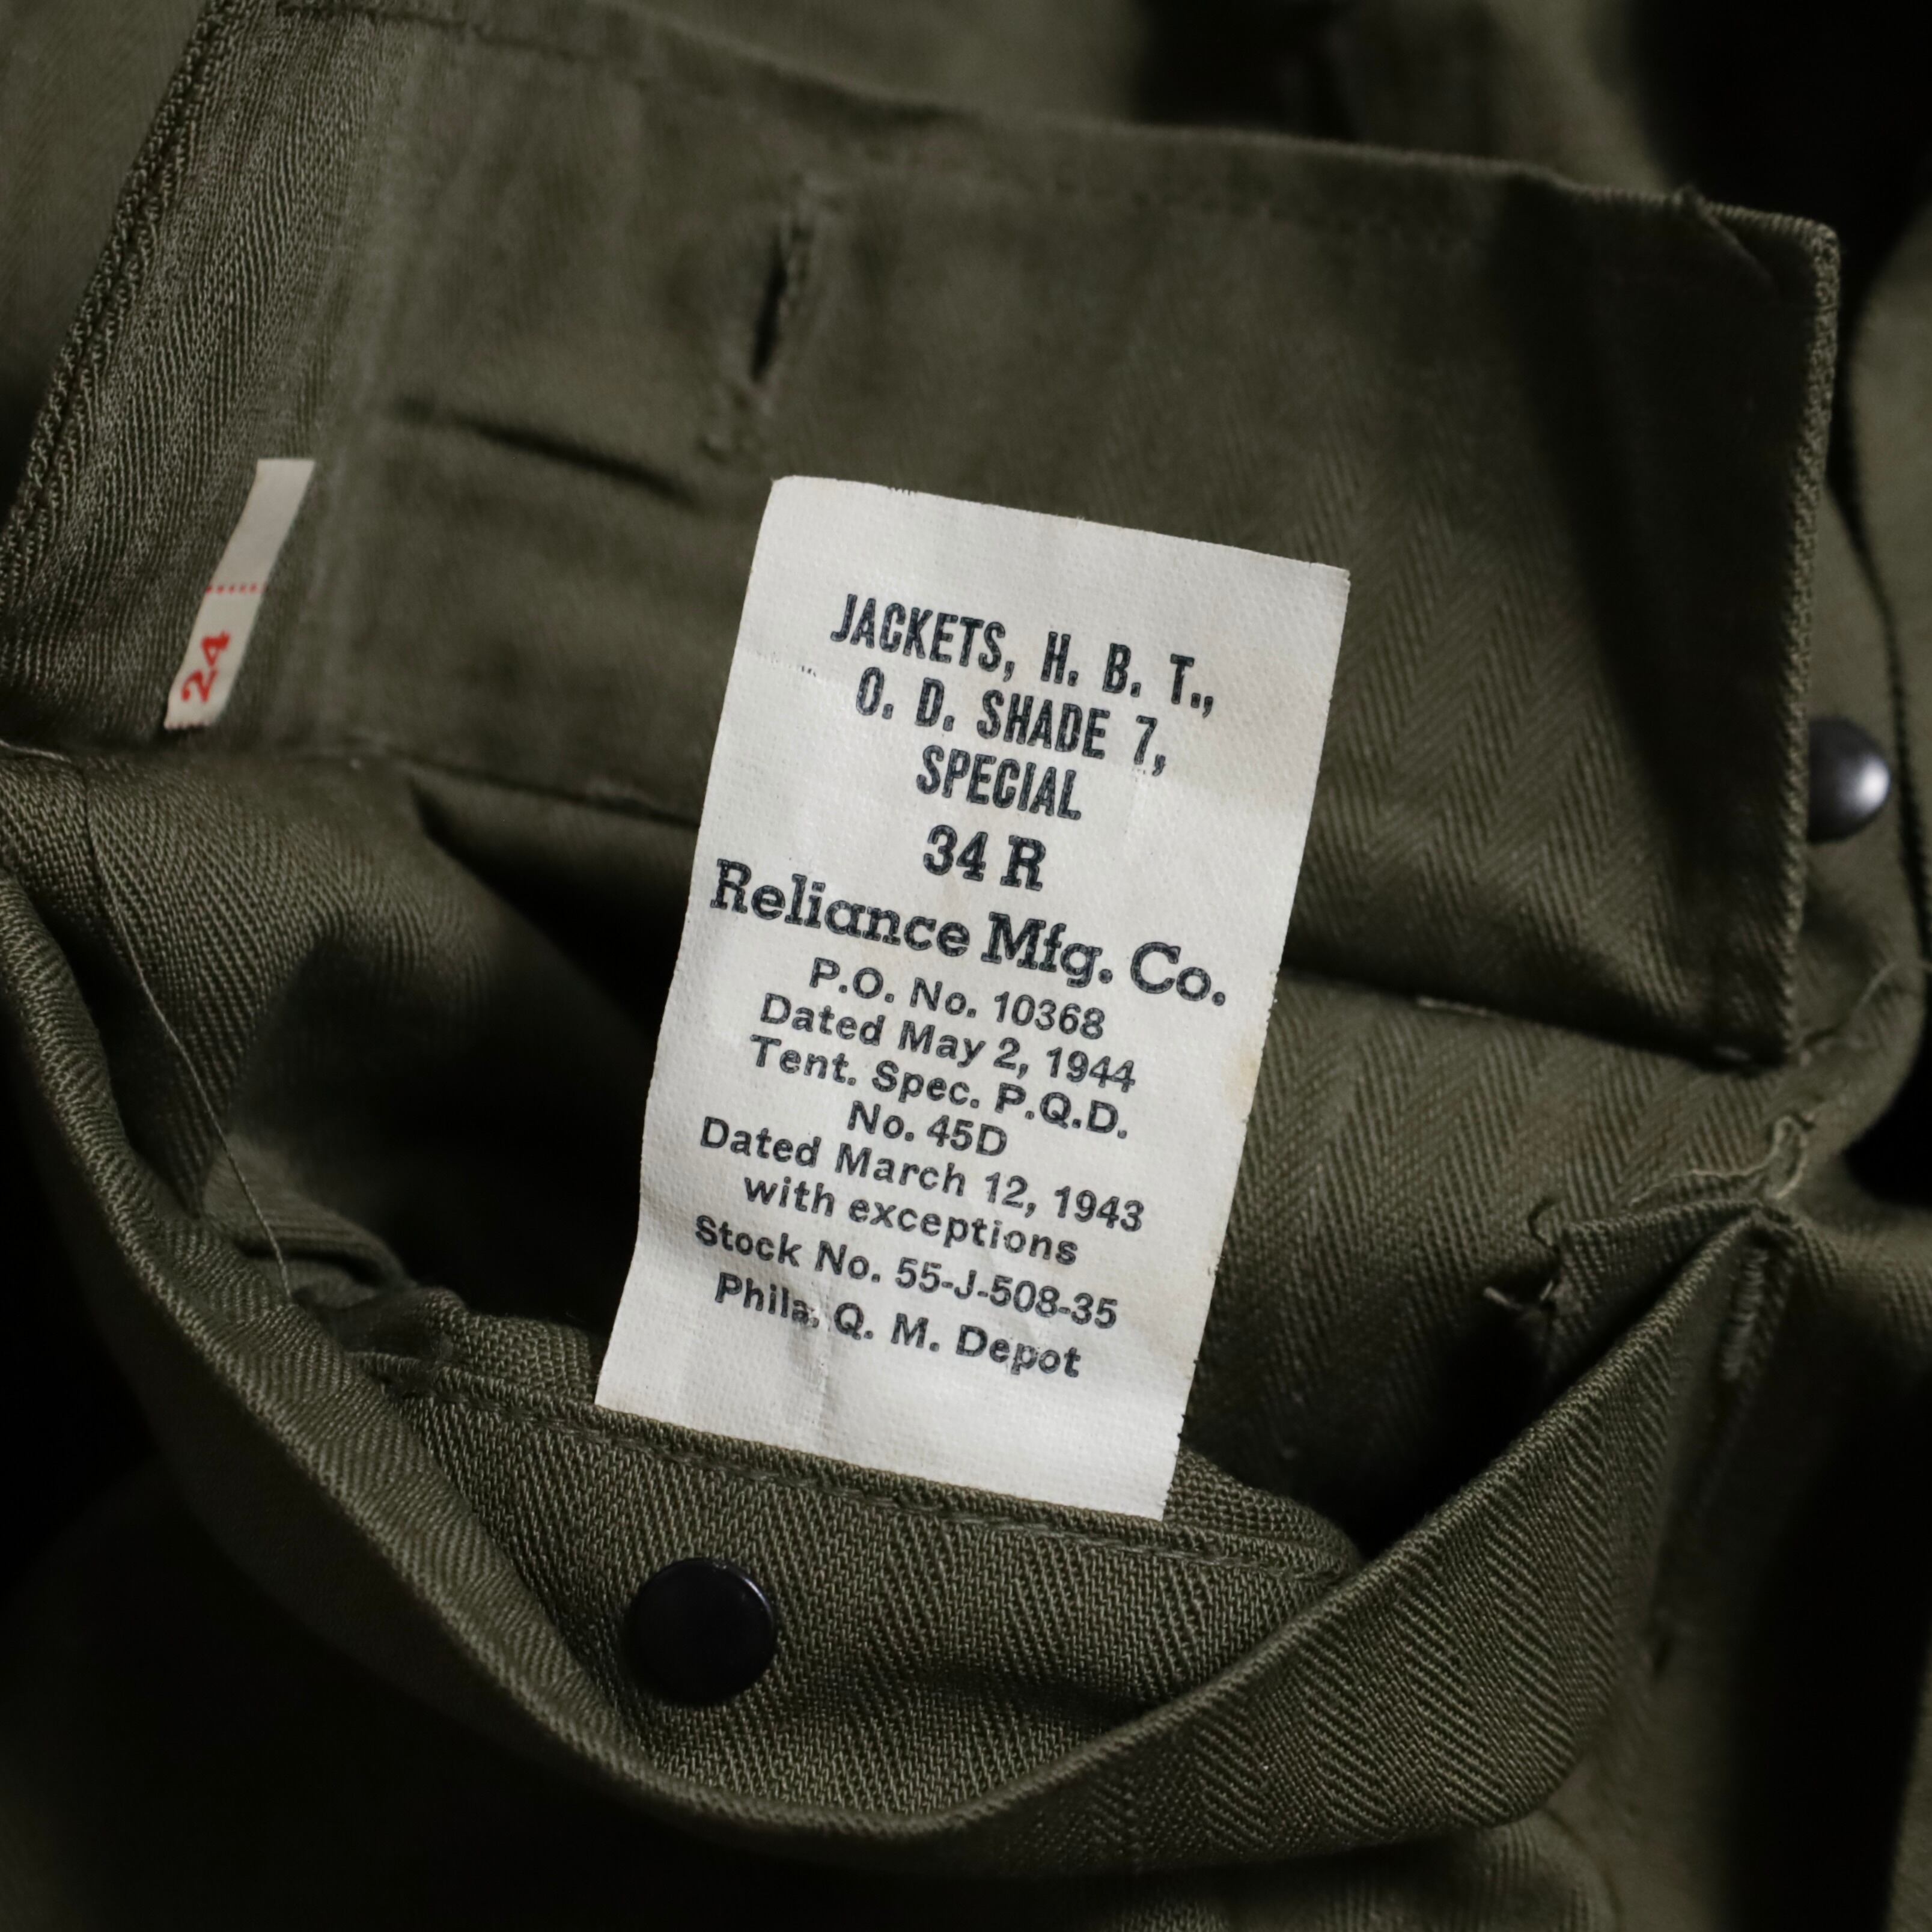 24
JACKETS, H. B. T.,
O. D. SHADE 7,
SPECIAL
34 R
Reliance Mfg. Co.
P.O. No. 10368
Dated May 2, 1944
Tent. Spec. P.Q.D.
No. 45D
Dated March 12, 1943
with exceptions
Stock No. 55-J-508-35
Phila. Q. M. Depot